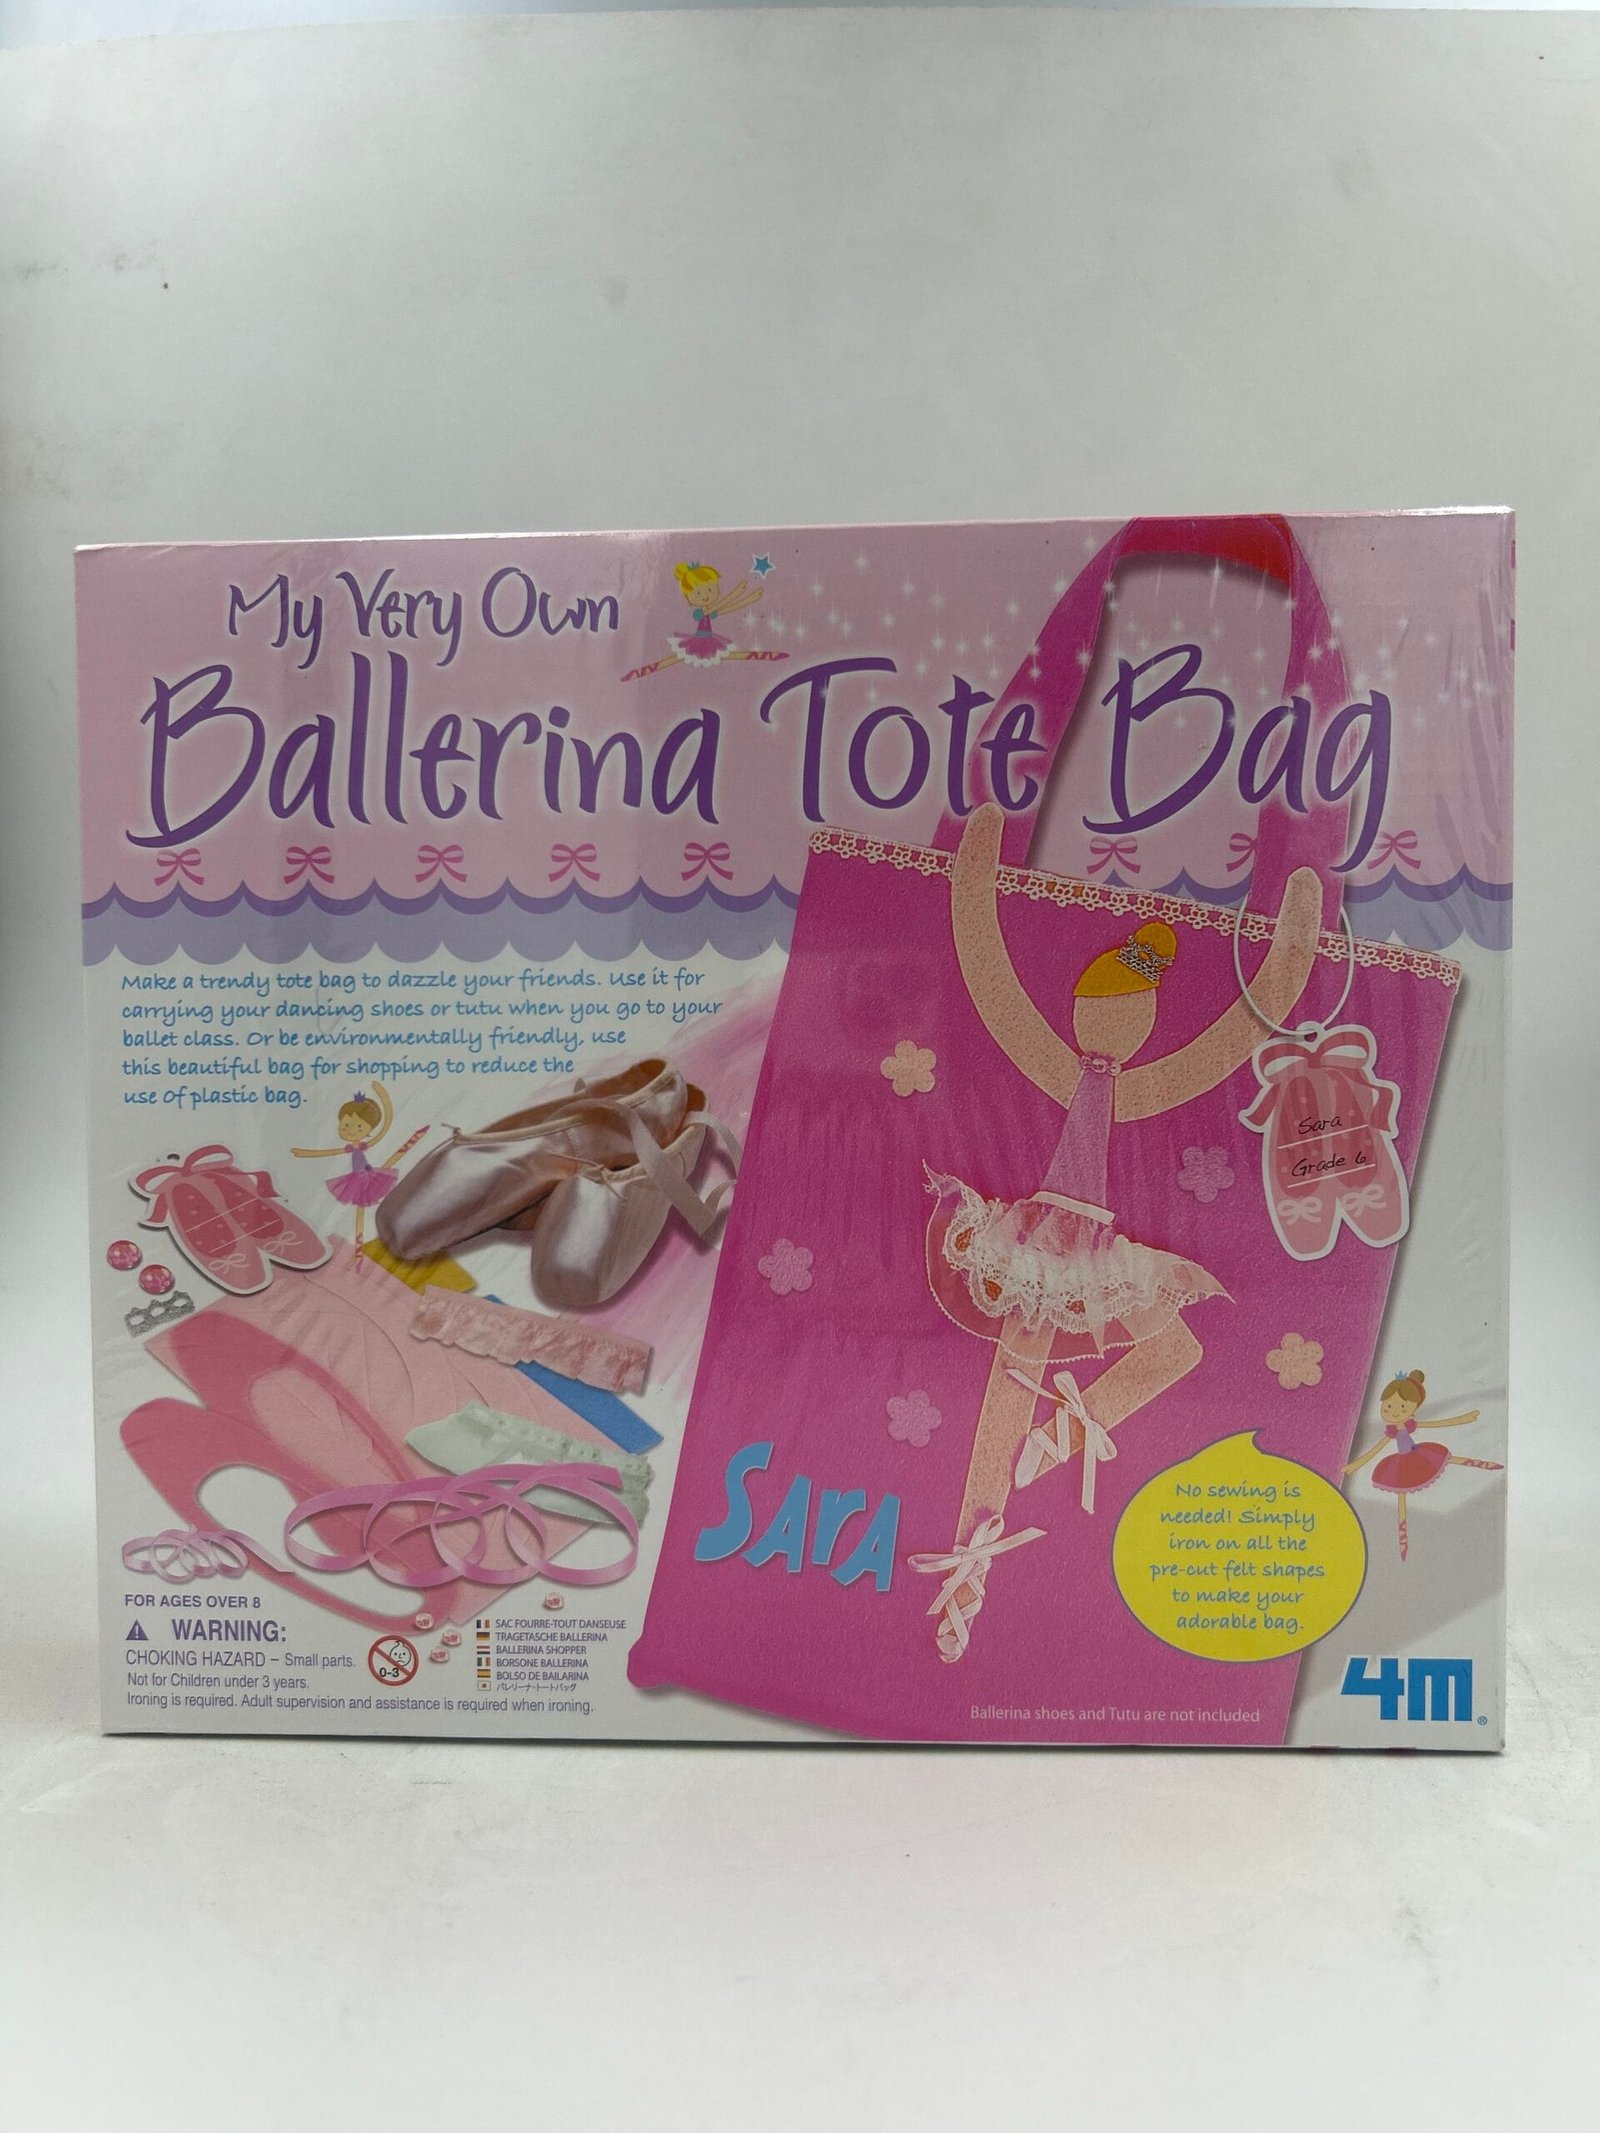 My Very Own
Ballerina Tote Bag
Make a trendy tote bag to dazzle your friends. Use it for
carrying your dancing shoes or tutu when you go to your
ballet class. Or be environmentally friendly, use
this beautiful bag for shopping to reduce the
use of plastic bag.
Sara
Grade 6
SArA
No sewing is
needed! Simply
iron on all the
pre-cut felt shapes
to make your
adorable bag.
FOR AGES OVER 8
WARNING:
CHOKING HAZARD – Small parts.
Not for Children under 3 years.
Ironing is required. Adult supervision and assistance is required when ironing.
0-3
SAC FOURRE-TOUT DANSEUSE
TRAGETASCHE BALLERINA
BALLERINA SHOPPER
BORSONE BALLERINA
BOLSO DE BAILARINA
バレリーナ・トートバッグ
Ballerina shoes and Tutu are not included
4M®